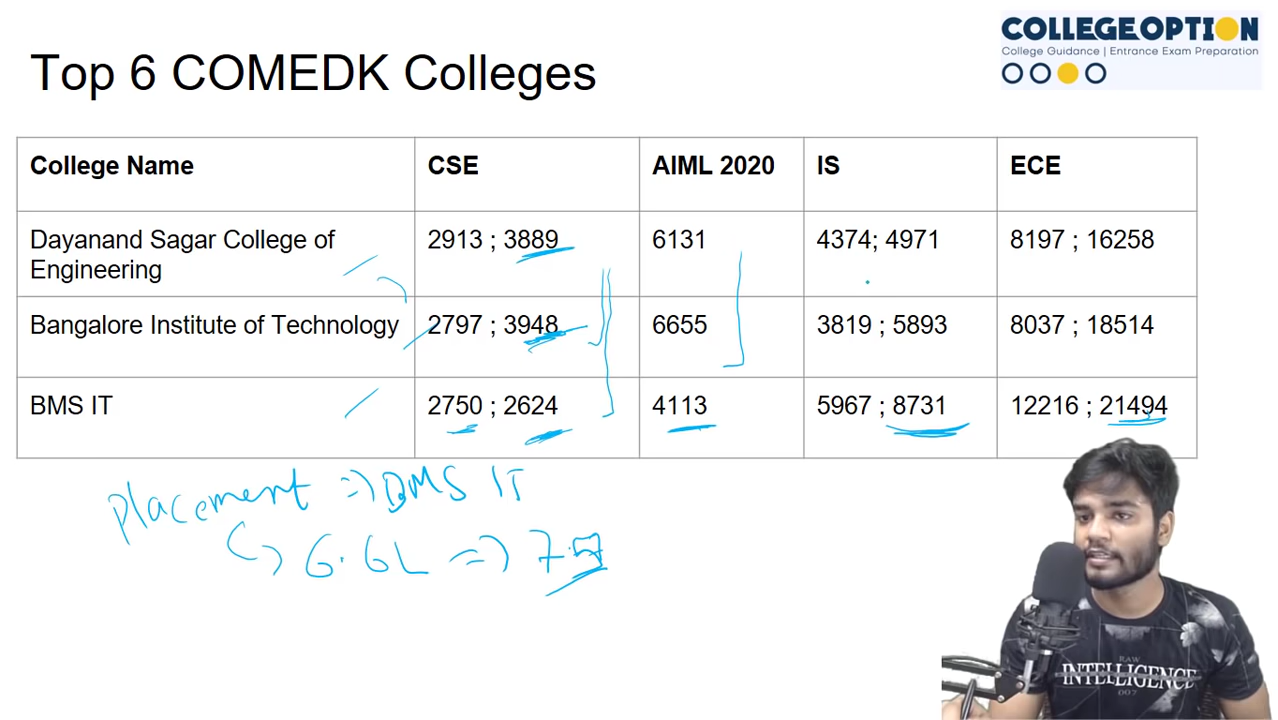 COLLEGEOPTION
College Guidance | Entrance Exam Preparation
Top 6 COMEDK Colleges
College Name CSE AIML 2020 IS ECE
Dayanand Sagar College of
Engineering 2913 ; 3889 6131 4374; 4971 8197 ; 16258
Bangalore Institute of Technology 2797 ; 3948 6655 3819 ; 5893 8037 ; 18514
BMS IT 2750 ; 2624 4113 5967 ; 8731 12216 ; 21494
placement => BMS IT
6.6L =>
RAW
INTELLIGENCE
007